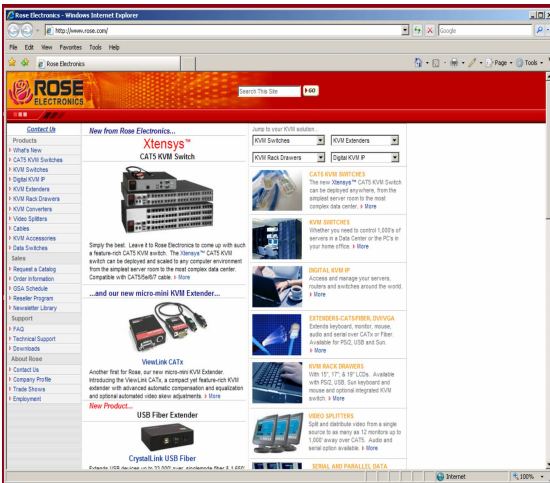 Rose Electronics - Windows Internet Explorer
http://www.rose.com/
Google
File Edit View Favorites Tools Help
Rose Electronics
Page Tools
ROSE
ELECTRONICS
Search This Site GO
Contact Us
Products
What's New
CAT5 KVM Switches
KVM Switches
Digital KVM IP
KVM Extenders
KVM Rack Drawers
KVM Converters
Video Splitters
Cables
KVM Accessories
Data Switches
Sales
Request a Catalog
Order Information
GSA Schedule
Reseller Program
Newsletter Library
Support
FAQ
Technical Support
Downloads
About Rose
Contact Us
Company Profile
Trade Shows
Employment
New from Rose Electronics...
Xtensys™
CAT5 KVM Switch
Simply the best. Leave it to Rose Electronics to come up with such
a feature-rich CAT5 KVM switch. The Xtensys™ CAT5 KVM
switch can be deployed and scaled to any computer environment
from the simplest server room to the most complex data center.
Compatible with CAT5/5e/6/7 cable. More
...and our new micro-mini KVM Extender...
ViewLink CATx
Another first for Rose, our new micro-mini KVM Extender.
Introducing the ViewLink CATx, a compact yet feature-rich KVM
extender with advanced automatic compensation and equalization
and optional automated video skew adjustments. More
New Product...
USB Fiber Extender
CrystalLink USB Fiber
Extends USB devices up to 33,000' over singlemode fiber & 1,650'
Jump to your KVM solution...
KVM Switches KVM Extenders
KVM Rack Drawers Digital KVM IP
CAT5 KVM SWITCHES
The new Xtensys™ CAT5 KVM Switch
can be deployed anywhere, from the
simplest server room to the most
complex data center. More
KVM SWITCHES
Whether you need to control 1,000's of
servers in a Data Center or the PC's in
your home office. More
DIGITAL KVM IP
Access and manage your servers,
routers and switches around the world.
More
EXTENDERS-CAT5/FIBER, DVI/VGA
Extends keyboard, monitor, mouse,
audio and serial over CATx or Fiber.
Available for PS/2, USB and Sun.
More
KVM RACK DRAWERS
With 15", 17", & 19" LCDs. Available
with PS/2, USB, Sun keyboard and
mouse and optional integrated KVM
switch. More
VIDEO SPLITTERS
Split and distribute video from a single
source to as many as 12 monitors up to
1,000' away over CAT5. Audio and
serial option available. More
SERIAL AND PARALLEL DATA
Internet 100%